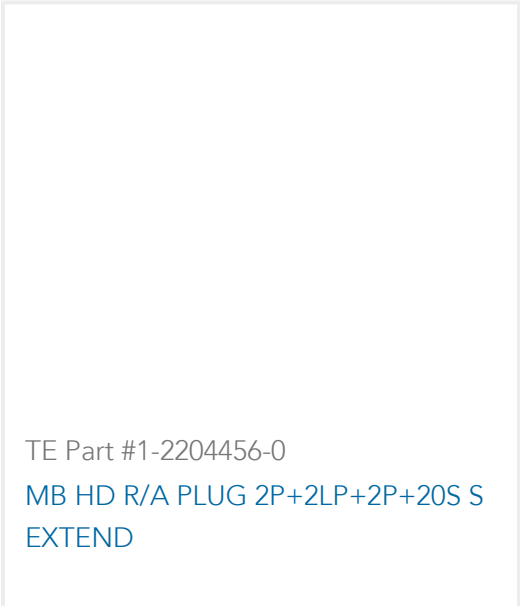 TE Part #1-2204456-0
MB HD R/A PLUG 2P+2LP+2P+20S S
EXTEND